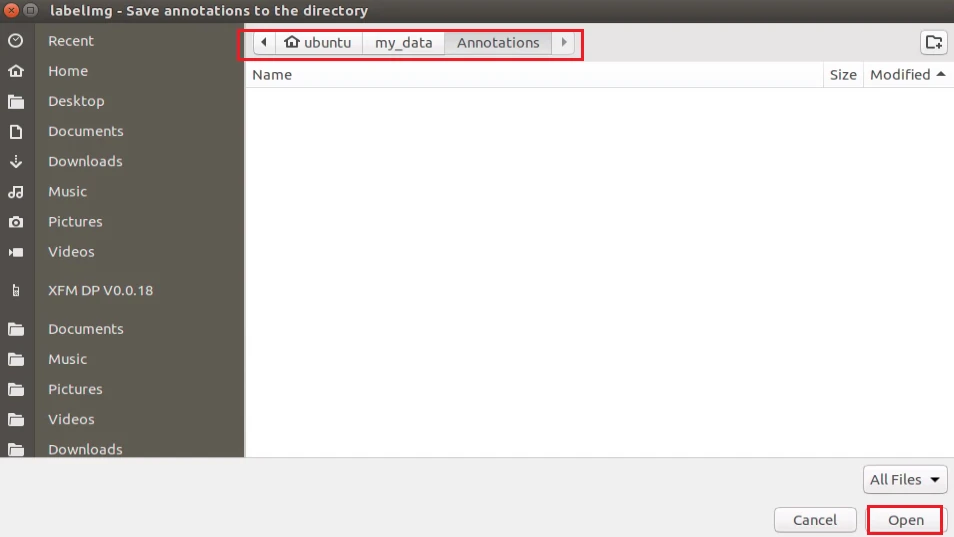 labelImg - Save annotations to the directory
Recent
Home
Desktop
Documents
Downloads
Music
Pictures
Videos
XFM DP V0.0.18
Documents
Music
Pictures
Videos
Downloads
ubuntu my_data Annotations
Name Size Modified
All Files
Cancel Open